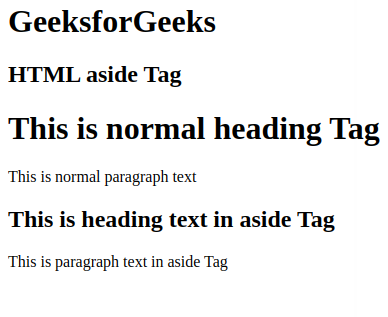 GeeksforGeeks
HTML aside Tag
This is normal heading Tag
This is normal paragraph text
This is heading text in aside Tag
This is paragraph text in aside Tag